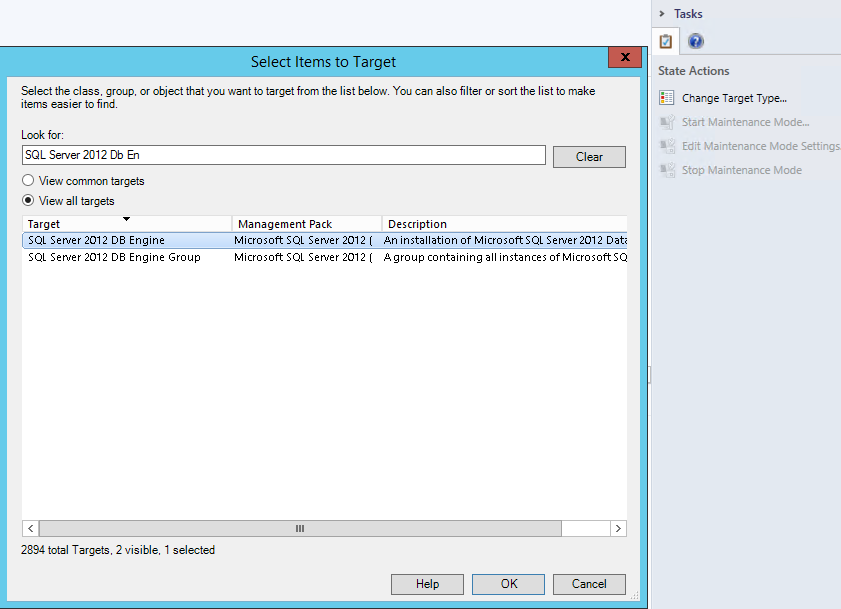 Tasks
State Actions
Change Target Type...
Start Maintenance Mode...
Edit Maintenance Mode Settings.
Stop Maintenance Mode
Select Items to Target
x
Select the class, group, or object that you want to target from the list below. You can also filter or sort the list to make
items easier to find.
Look for:
SQL Server 2012 Db En
Clear
View common targets
View all targets
Target Management Pack Description
SQL Server 2012 DB Engine Microsoft SQL Server 2012 ( An installation of Microsoft SQL Server 2012 Data
SQL Server 2012 DB Engine Group Microsoft SQL Server 2012 ( A group containing all instances of Microsoft SQ
2894 total Targets, 2 visible, 1 selected
Help OK Cancel